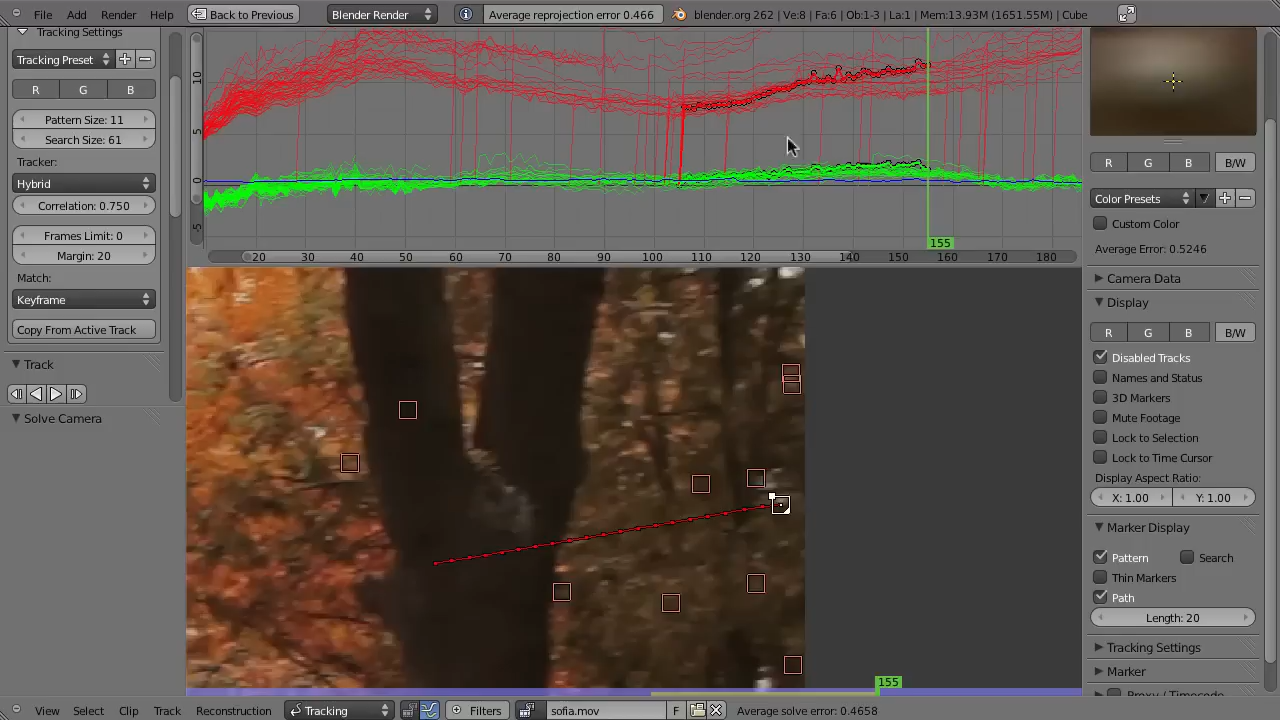 File Add Render Window Help Back to Previous Blender Render Average reprojection error 0.466 blender.org 262 | Ve:8 | Fa:6 | Ob:1-3 | La:1 | Mem:13.93M (1651.55M) | Cube
Tracking Settings
Tracking Preset
R G B
Pattern Size: 11
Search Size: 61
Tracker:
Hybrid
Correlation: 0.750
Frames Limit: 0
Margin: 20
Match:
Keyframe
Copy From Active Track
Track
Solve Camera
10
5
0
-5
155
20 30 40 50 60 70 80 90 100 110 120 130 140 150 160 170 180
R G B B/W
Color Presets
Custom Color
Average Error: 0.5246
Camera Data
Display
R G B B/W
Disabled Tracks
Names and Status
3D Markers
Mute Footage
Lock to Selection
Lock to Time Cursor
Display Aspect Ratio:
X: 1.00 Y: 1.00
Marker Display
Pattern Search
Thin Markers
Path
Length: 20
Tracking Settings
Marker
Proxy / Timecode
155
View Select Clip Track Reconstruction Tracking Filters sofia.mov F Average solve error: 0.4658